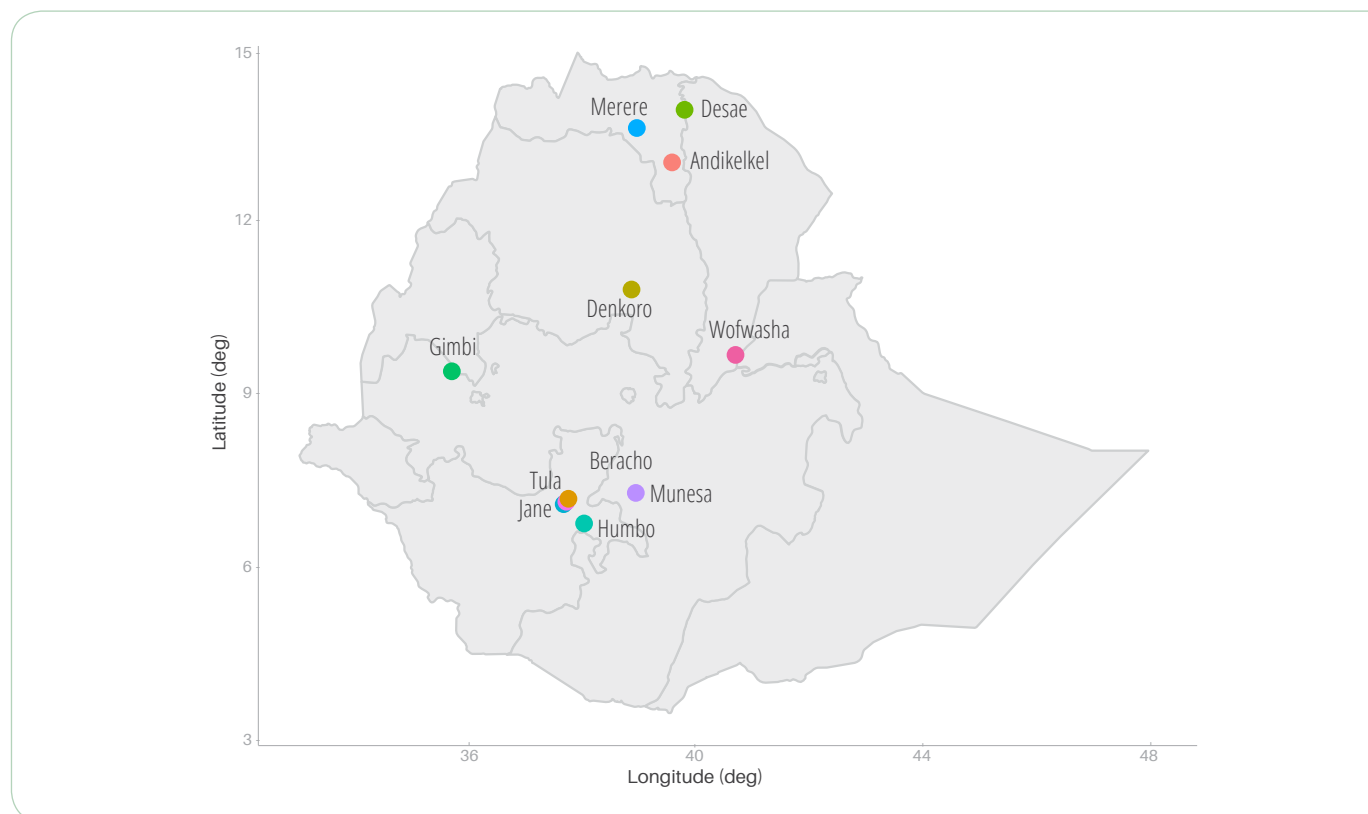 15
Merere
Desae
Andikelkel
12
Denkoro
Wofwasha
Gimbi
9
Latitude (deg)
Beracho
Tula
Munesa
Jane
Humbo
6
3
36
40
44
48
Longitude (deg)